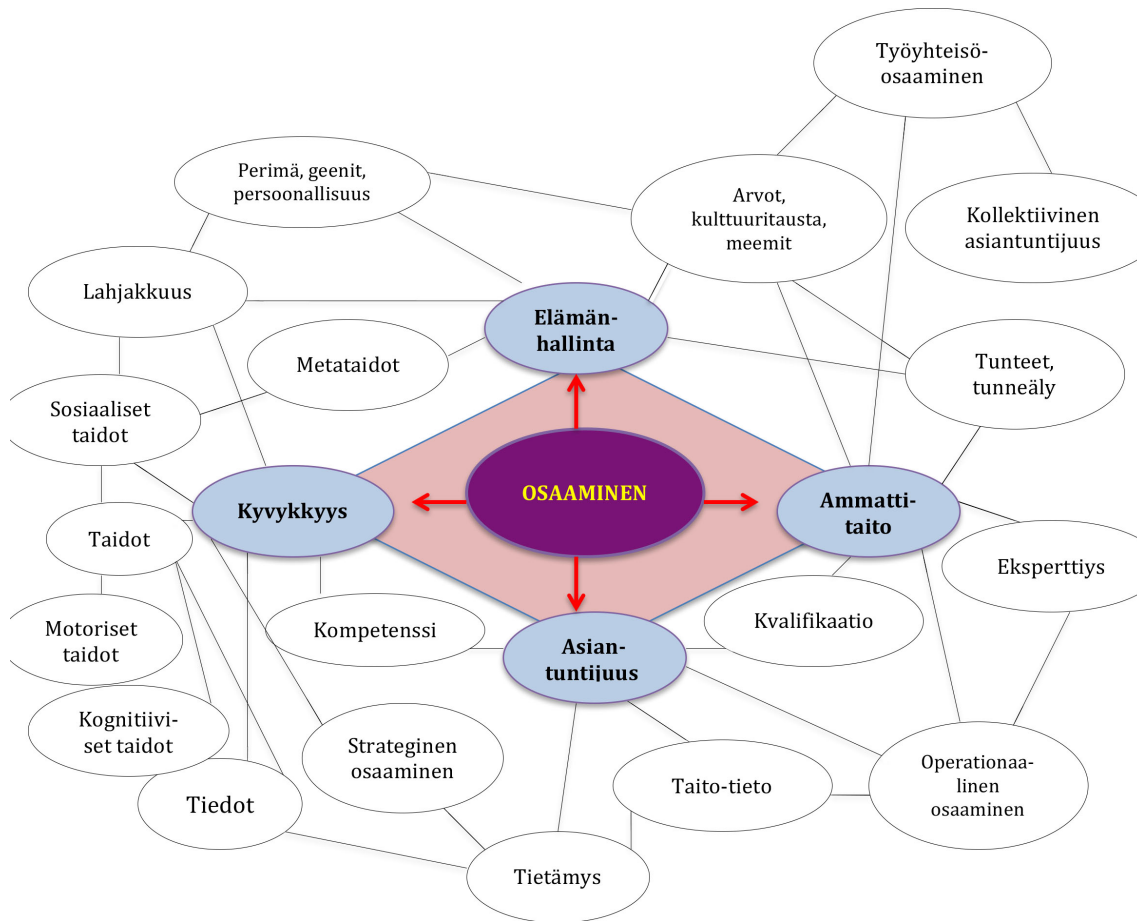 Työyhteisö-
osaaminen
Perimä, geenit,
persoonallisuus
Arvot,
kulttuuritausta,
meemit
Kollektiivinen
asiantuntijuus
Lahjakkuus
Elämän-
hallinta
Metataidot
Tunteet,
tunneäly
Sosiaaliset
taidot
OSAAMINEN
Kyvykkyys
Ammatti-
taito
Taidot
Eksperttiys
Motoriset
taidot
Kompetenssi
Asian-
tuntijuus
Kvalifikaatio
Kognitiivi-
set taidot
Strateginen
osaaminen
Taito-tieto
Operationaa-
linen
osaaminen
Tiedot
Tietämys